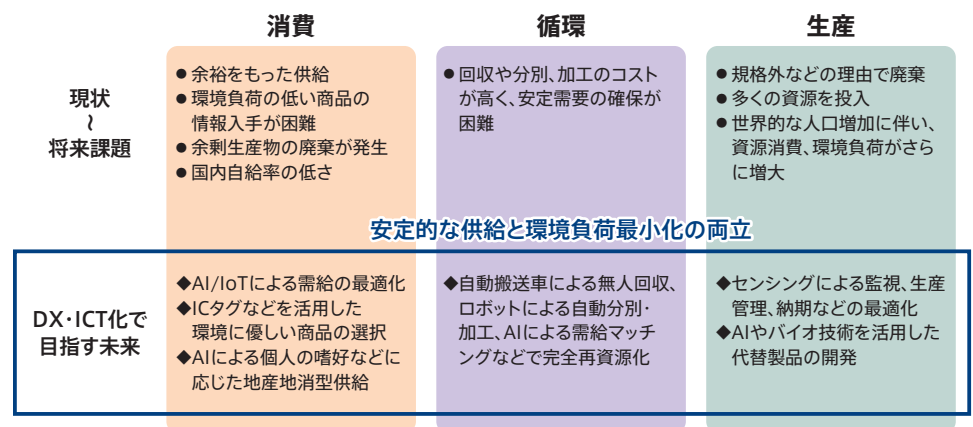 消費
循環
生産
現状
〜
将来課題
●余裕をもった供給
●環境負荷の低い商品の
情報入手が困難
●余剰生産物の廃棄が発生
●国内自給率の低さ
●回収や分別、加工のコスト
が高く、安定需要の確保が
困難
●規格外などの理由で廃棄
●多くの資源を投入
●世界的な人口増加に伴い、
資源消費、環境負荷がさら
に増大
安定的な供給と環境負荷最小化の両立
DX・ICT化で
目指す未来
◆AI/IoTによる需給の最適化
◆ICタグなどを活用した
環境に優しい商品の選択
◆AIによる個人の嗜好などに
応じた地産地消型供給
◆自動搬送車による無人回収、
ロボットによる自動分別・
加工、AIによる需給マッチ
ングなどで完全再資源化
◆センシングによる監視、生産
管理、納期などの最適化
◆AIやバイオ技術を活用した
代替製品の開発